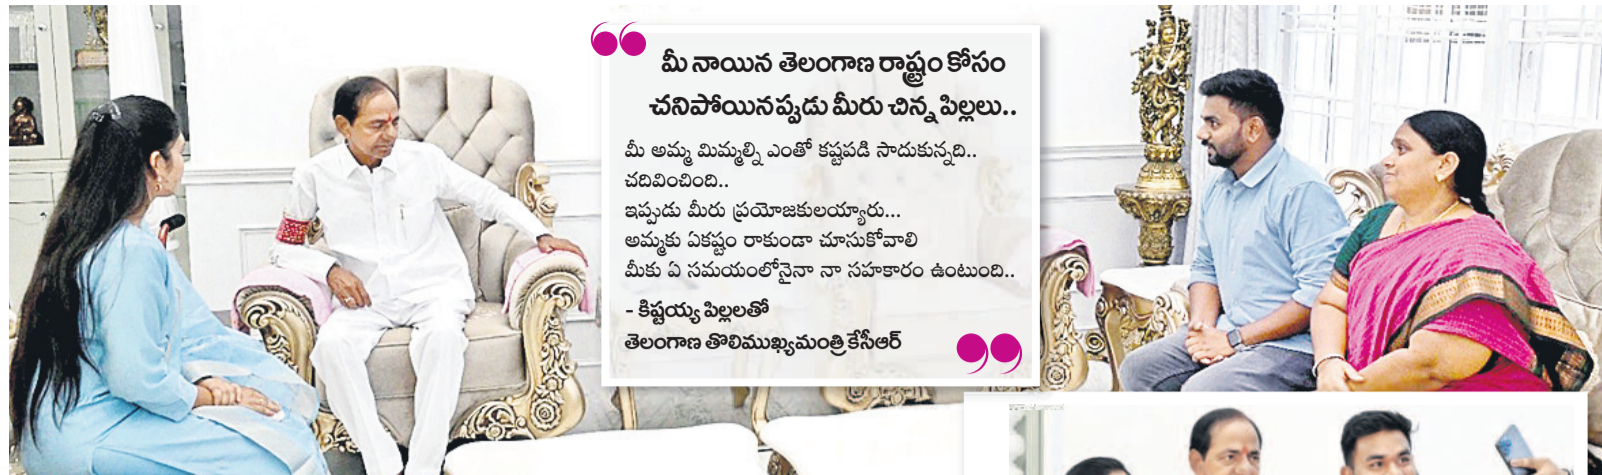 మీ నాయిన తెలంగాణ రాష్ట్రం కోసం
చనిపోయినప్పుడు మీరు చిన్న పిల్లలు..
మీ అమ్మ మిమ్మల్ని ఎంతో కష్టపడి సాదుకున్నది..
చదివించింది..
ఇప్పుడు మీరు ప్రయోజకులయ్యారు...
అమ్మకు ఏకష్టం రాకుండా చూసుకోవాలి
మీకు ఏ సమయంలోనైనా నా సహకారం ఉంటుంది..
- కిష్టయ్య పిల్లలతో
తెలంగాణ తొలిముఖ్యమంత్రి కేసీఆర్